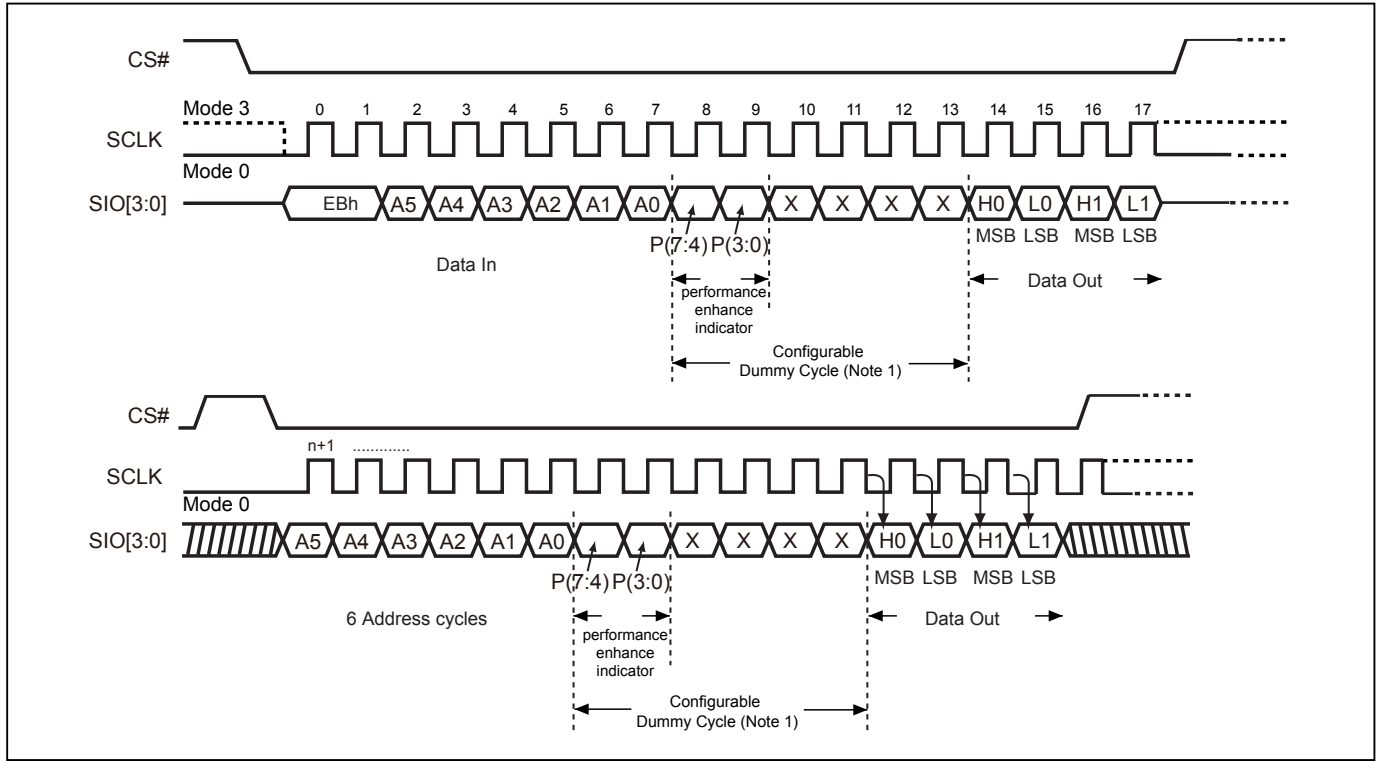 CS#
Mode 3
0 1 2 3 4 5 6 7 8 9 10 11 12 13 14 15 16 17
SCLK
Mode 0
SIO[3:0]
EBh A5 A4 A3 A2 A1 A0 X X X X H0 L0 H1 L1
P(7:4) P(3:0)
MSB LSB MSB LSB
Data In
Data Out
performance
enhance
indicator
Configurable
Dummy Cycle (Note 1)
CS#
n+1 .............
SCLK
Mode 0
SIO[3:0]
A5 A4 A3 A2 A1 A0 X X X X H0 L0 H1 L1
P(7:4) P(3:0)
MSB LSB MSB LSB
6 Address cycles
Data Out
performance
enhance
indicator
Configurable
Dummy Cycle (Note 1)